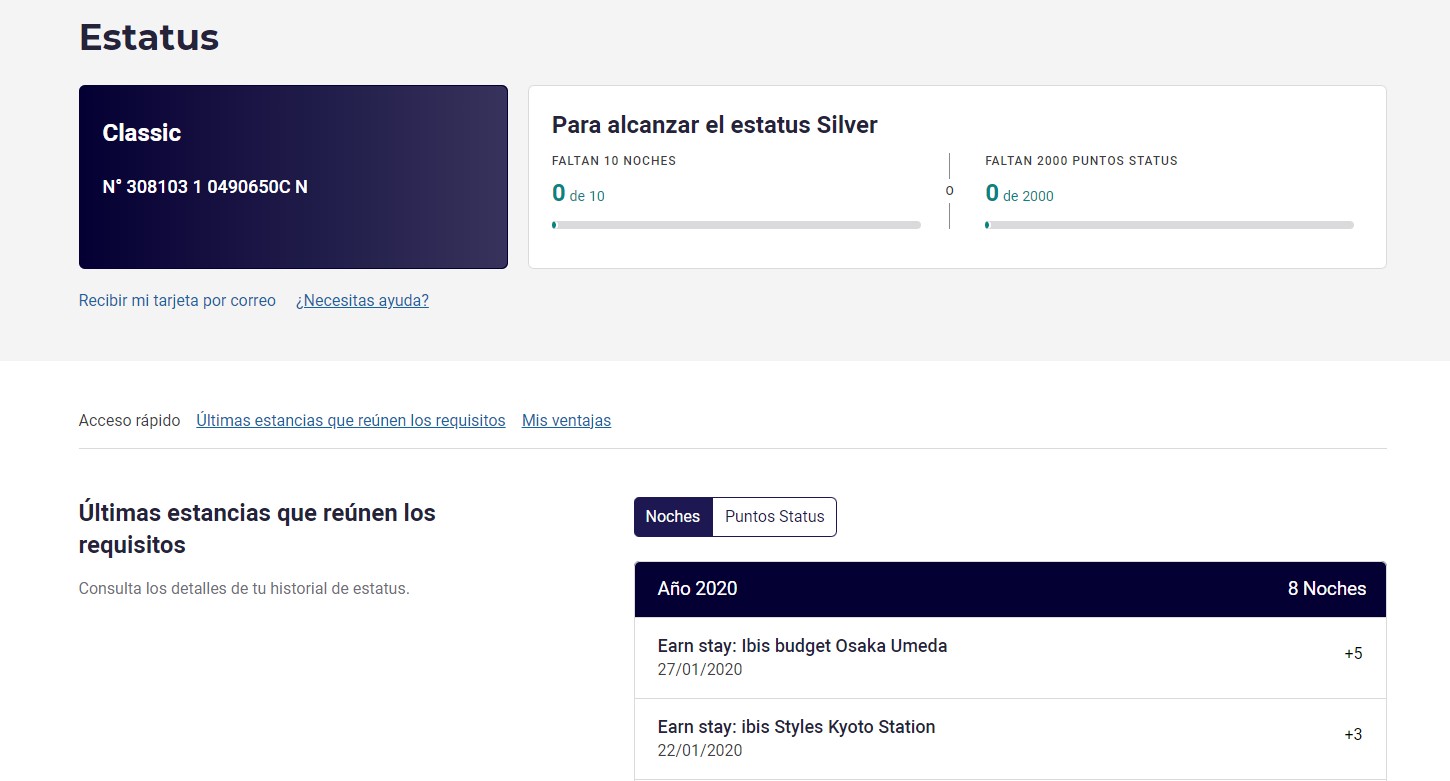 Estatus
Classic
N° 308103 1 0490650C N
Para alcanzar el estatus Silver
FALTAN 10 NOCHES
0 de 10
o
FALTAN 2000 PUNTOS STATUS
0 de 2000
Recibir mi tarjeta por correo ¿Necesitas ayuda?
Acceso rápido Últimas estancias que reúnen los requisitos Mis ventajas
Últimas estancias que reúnen los
requisitos
Consulta los detalles de tu historial de estatus.
Noches Puntos Status
Año 2020 8 Noches
Earn stay: Ibis budget Osaka Umeda
27/01/2020
+5
Earn stay: ibis Styles Kyoto Station
22/01/2020
+3